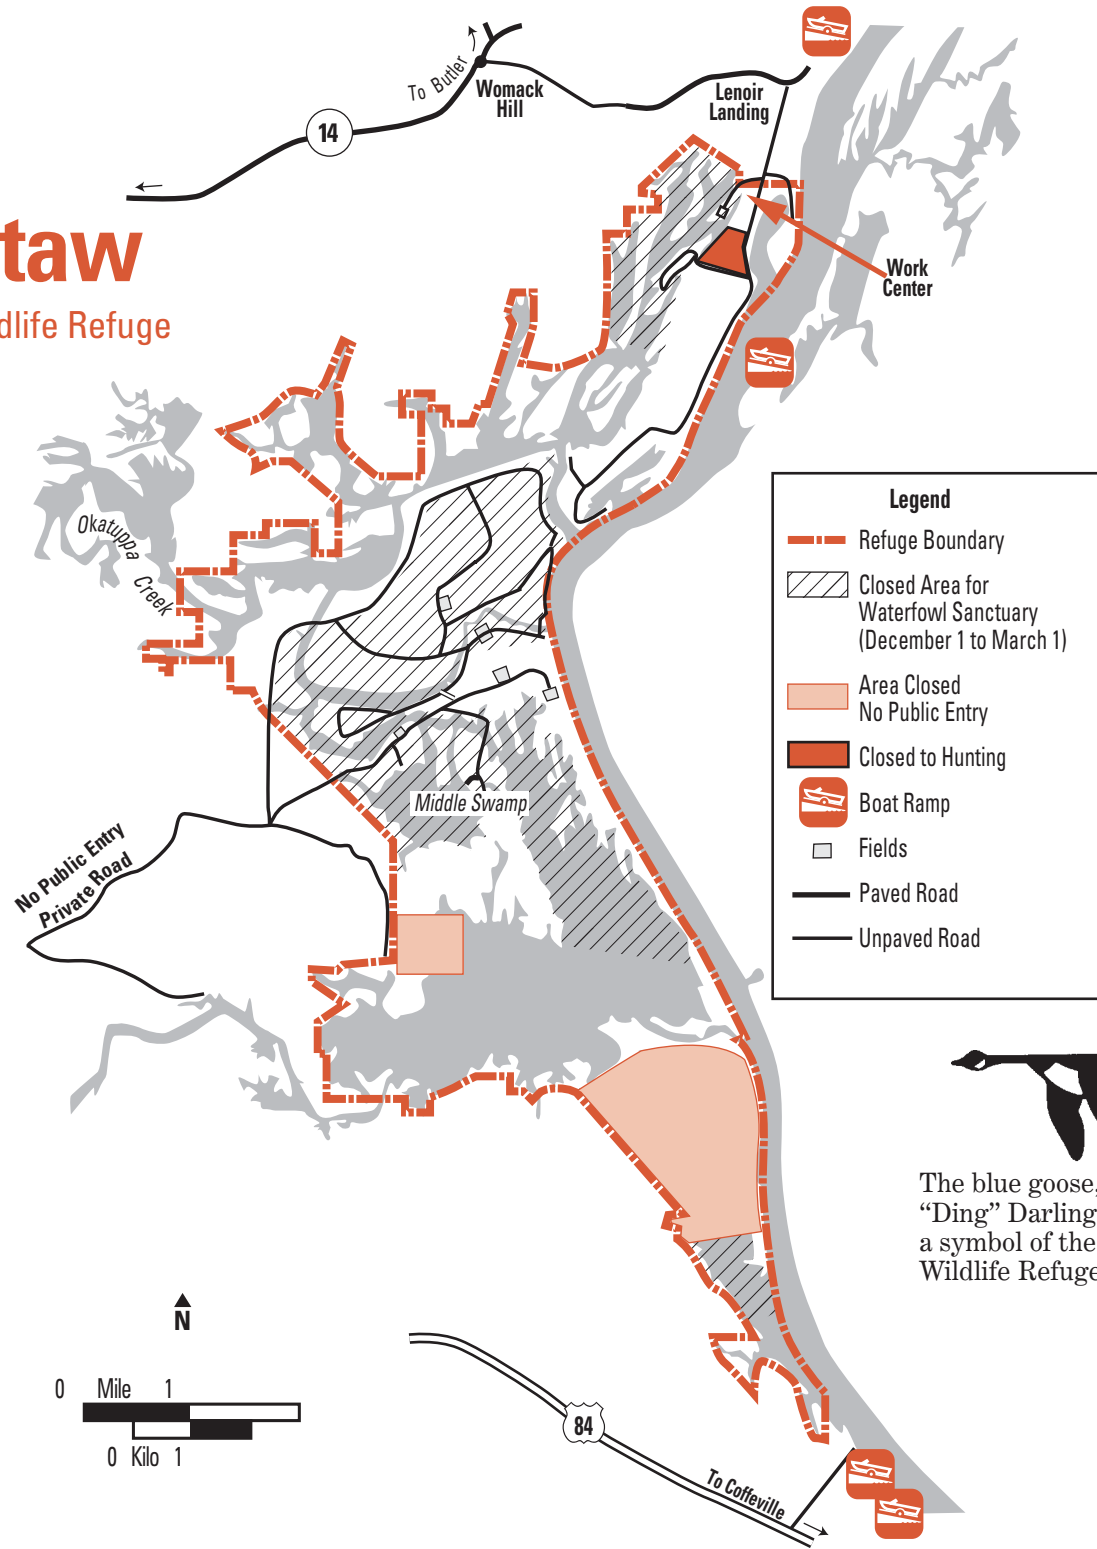 To Butler
Womack
Hill
Lenoir
Landing
14
taw
dlife Refuge
Work
Center
Okatuppa
Creek
Legend
Refuge Boundary
Closed Area for
Waterfowl Sanctuary
(December 1 to March 1)
Area Closed
No Public Entry
Closed to Hunting
Boat Ramp
Fields
Paved Road
Unpaved Road
Middle Swamp
No Public Entry
Private Road
The blue goose,
“Ding” Darling
a symbol of the
Wildlife Refuge
N
0 Mile 1
0 Kilo 1
84
To Coffeville